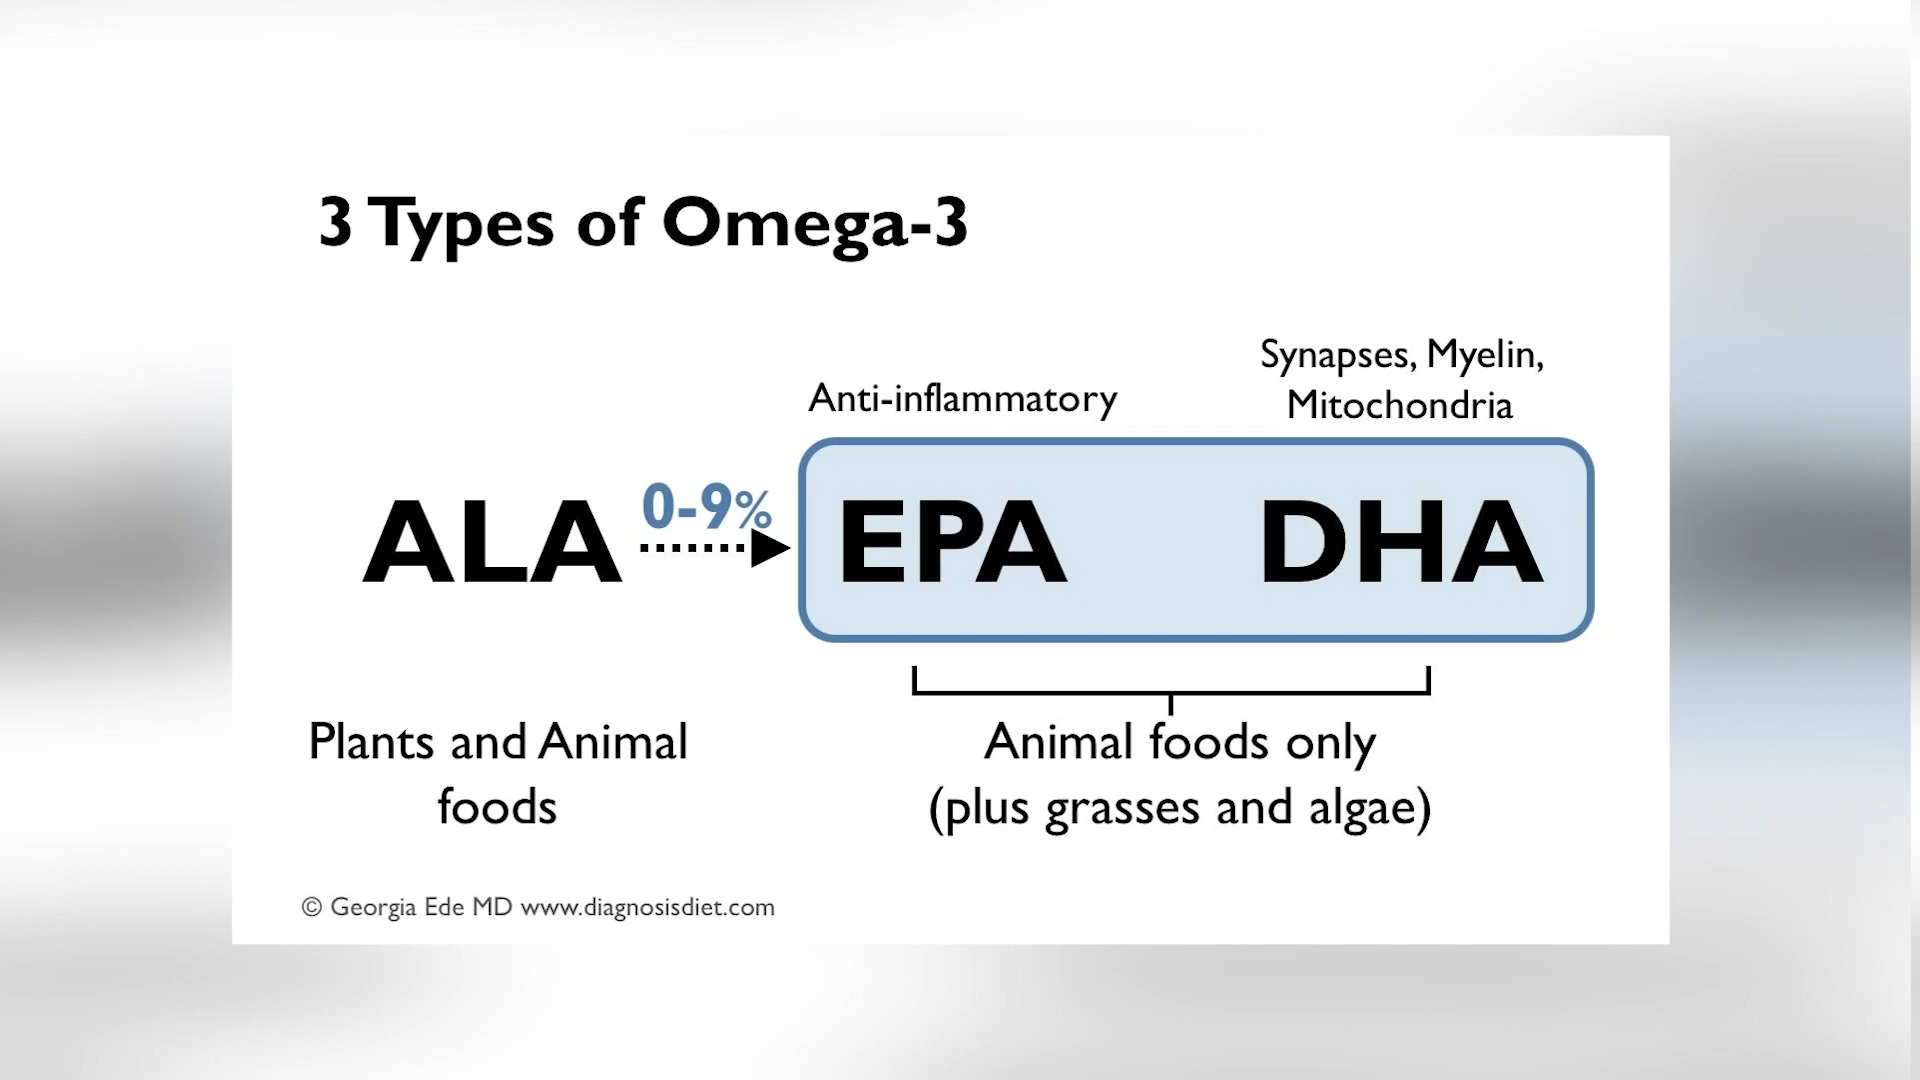 3 Types of Omega-3
Anti-inflammatory
Synapses, Myelin,
Mitochondria
ALA
0-9%
EPA
DHA
Plants and Animal
foods
Animal foods only
(plus grasses and algae)
© Georgia Ede MD www.diagnosisdiet.com